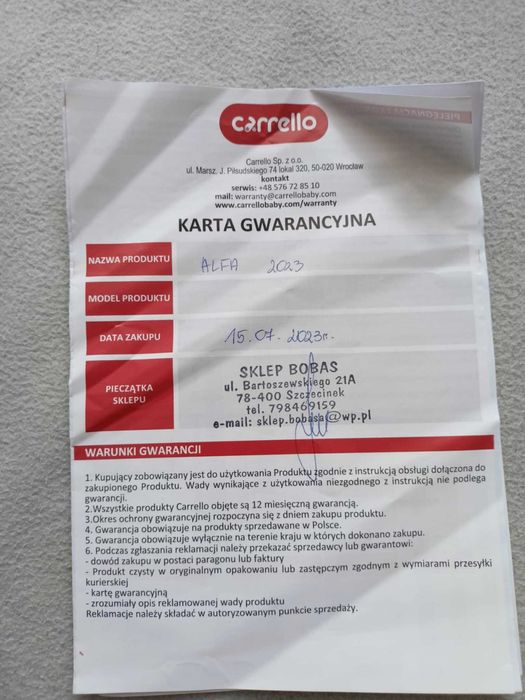 carrello
Carrello Sp. z o.o.
ul. Marsz. J. Piłsudskiego 74 lokal 320, 50-020 Wrocław
kontakt
serwis: +48 576 72 85 10
mail: warranty@carrellobaby.com
www.carrellobaby.com/warranty
KARTA GWARANCYJNA
NAZWA PRODUKTU
ALFA 2023
MODEL PRODUKTU
DATA ZAKUPU
15.07.2023r.
PIECZĄTKA
SKLEPU
SKLEP BOBAS
ul. Bartoszewskiego 21A
78-400 Szczecinek
tel. 798469159
e-mail: sklep.bobasa@wp.pl
WARUNKI GWARANCJI
1. Kupujący zobowiązany jest do użytkowania Produktu zgodnie z instrukcją obsługi dołączona do
zakupionego Produktu. Wady wynikające z użytkowania niezgodnego z instrukcją nie podlega
gwarancji.
2.Wszystkie produkty Carrello objęte są 12 miesięczną gwarancją.
3.Okres ochrony gwarancyjnej rozpoczyna się z dniem zakupu produktu.
4. Gwarancja obowiązuje na produkty sprzedawane w Polsce.
5. Gwarancja obowiązuje wyłącznie na terenie kraju w których dokonano zakupu.
6. Podczas zgłaszania reklamacji należy przekazać sprzedawcy lub gwarantowi:
- dowód zakupu w postaci paragonu lub faktury
- Produkt czysty w oryginalnym opakowaniu lub zastępczym zgodnym z wymiarami przesyłki
kurierskiej
- kartę gwarancyjną
- zrozumiały opis reklamowanej wady produktu
Reklamacje należy składać w autoryzowanym punkcie sprzedaży.